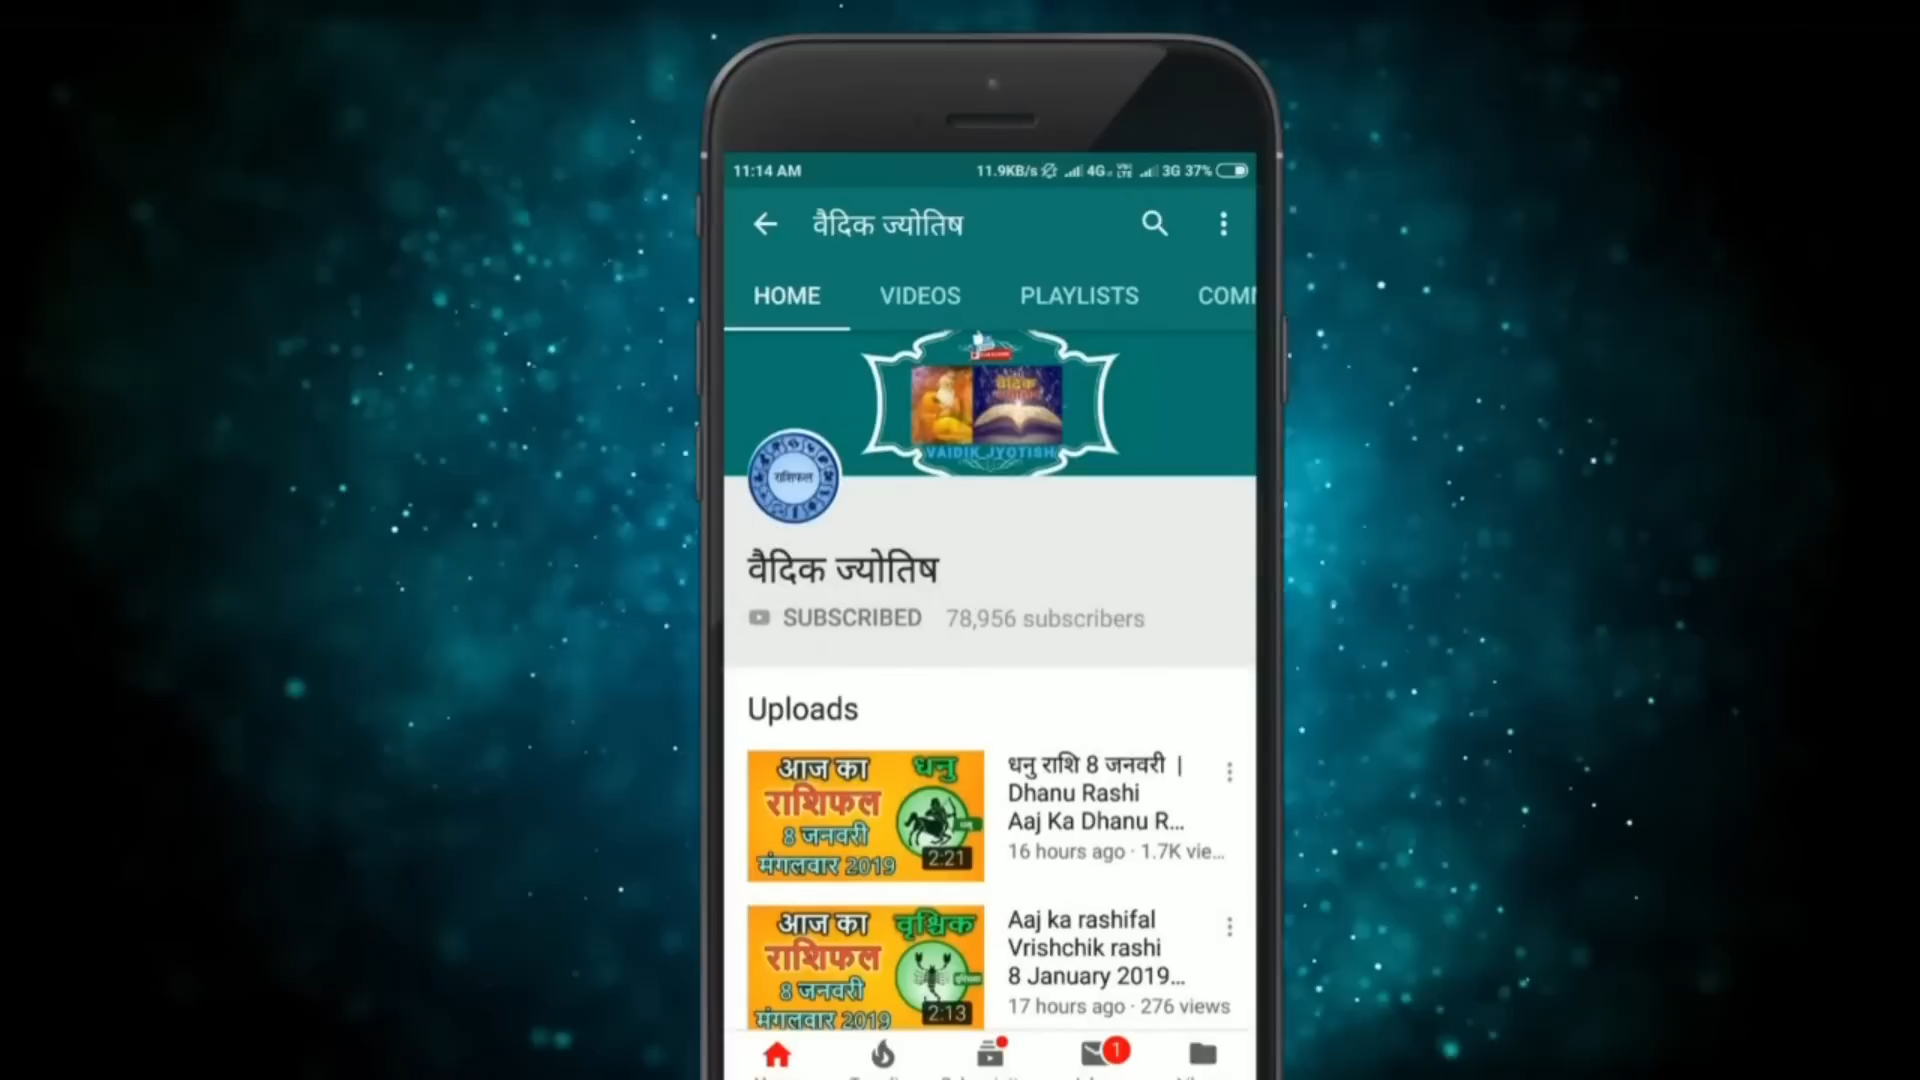 11:14 AM 11.9KB/s 4G VoLTE 3G 37%
वैदिक ज्योतिष
HOME VIDEOS PLAYLISTS COMM
वैदिक
VAIDIK JYOTISH
राशिफल
वैदिक ज्योतिष
SUBSCRIBED 78,956 subscribers
Uploads
आज का धनु
राशिफल
8 जनवरी
मंगलवार 2019
2:21
धनु राशि 8 जनवरी |
Dhanu Rashi
Aaj Ka Dhanu R...
16 hours ago · 1.7K vie...
आज का वृश्चिक
राशिफल
8 जनवरी
मंगलवार 2019
2:13
Aaj ka rashifal
Vrishchik rashi
8 January 2019...
17 hours ago · 276 views
1